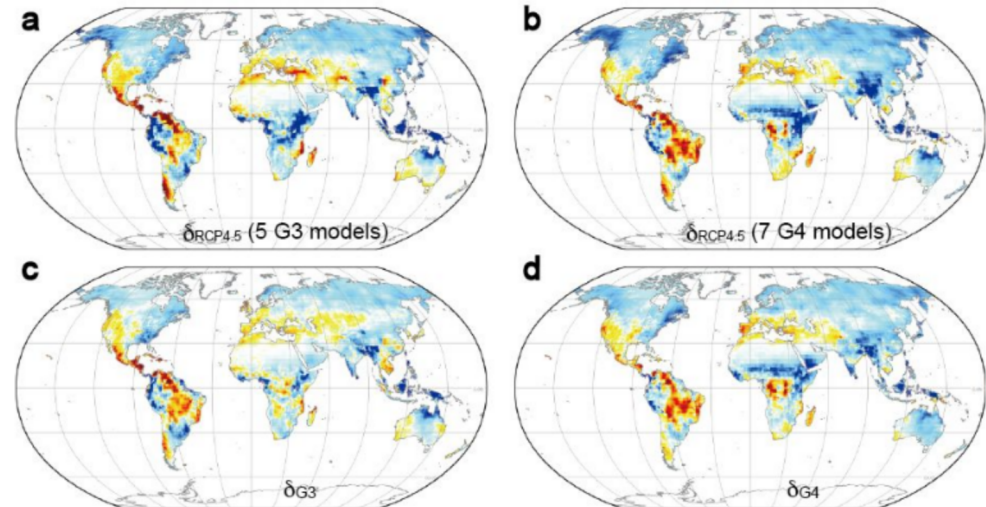 a
b
δRCP4.5 (5 G3 models)
δRCP4.5 (7 G4 models)
c
d
δG3
δG4